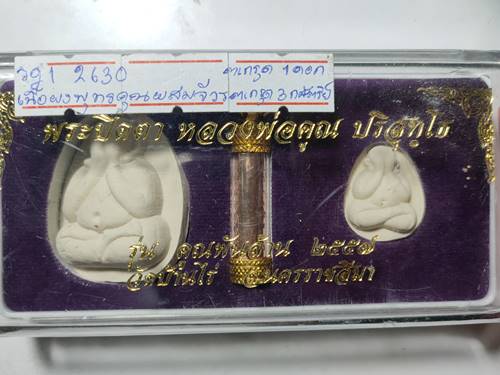 2630 ตะกรุด 1 ดอก
เนื้อผงพุทธคุณผสมจีวร ตะกรุด 3 กษัตริย์
พระปิดตา หลวงพ่อคูณ ปริสุทฺโธ
รุ่น คูณพันล้าน ๒๕๕๗
วัดบ้านไร่ นครราชสีมา